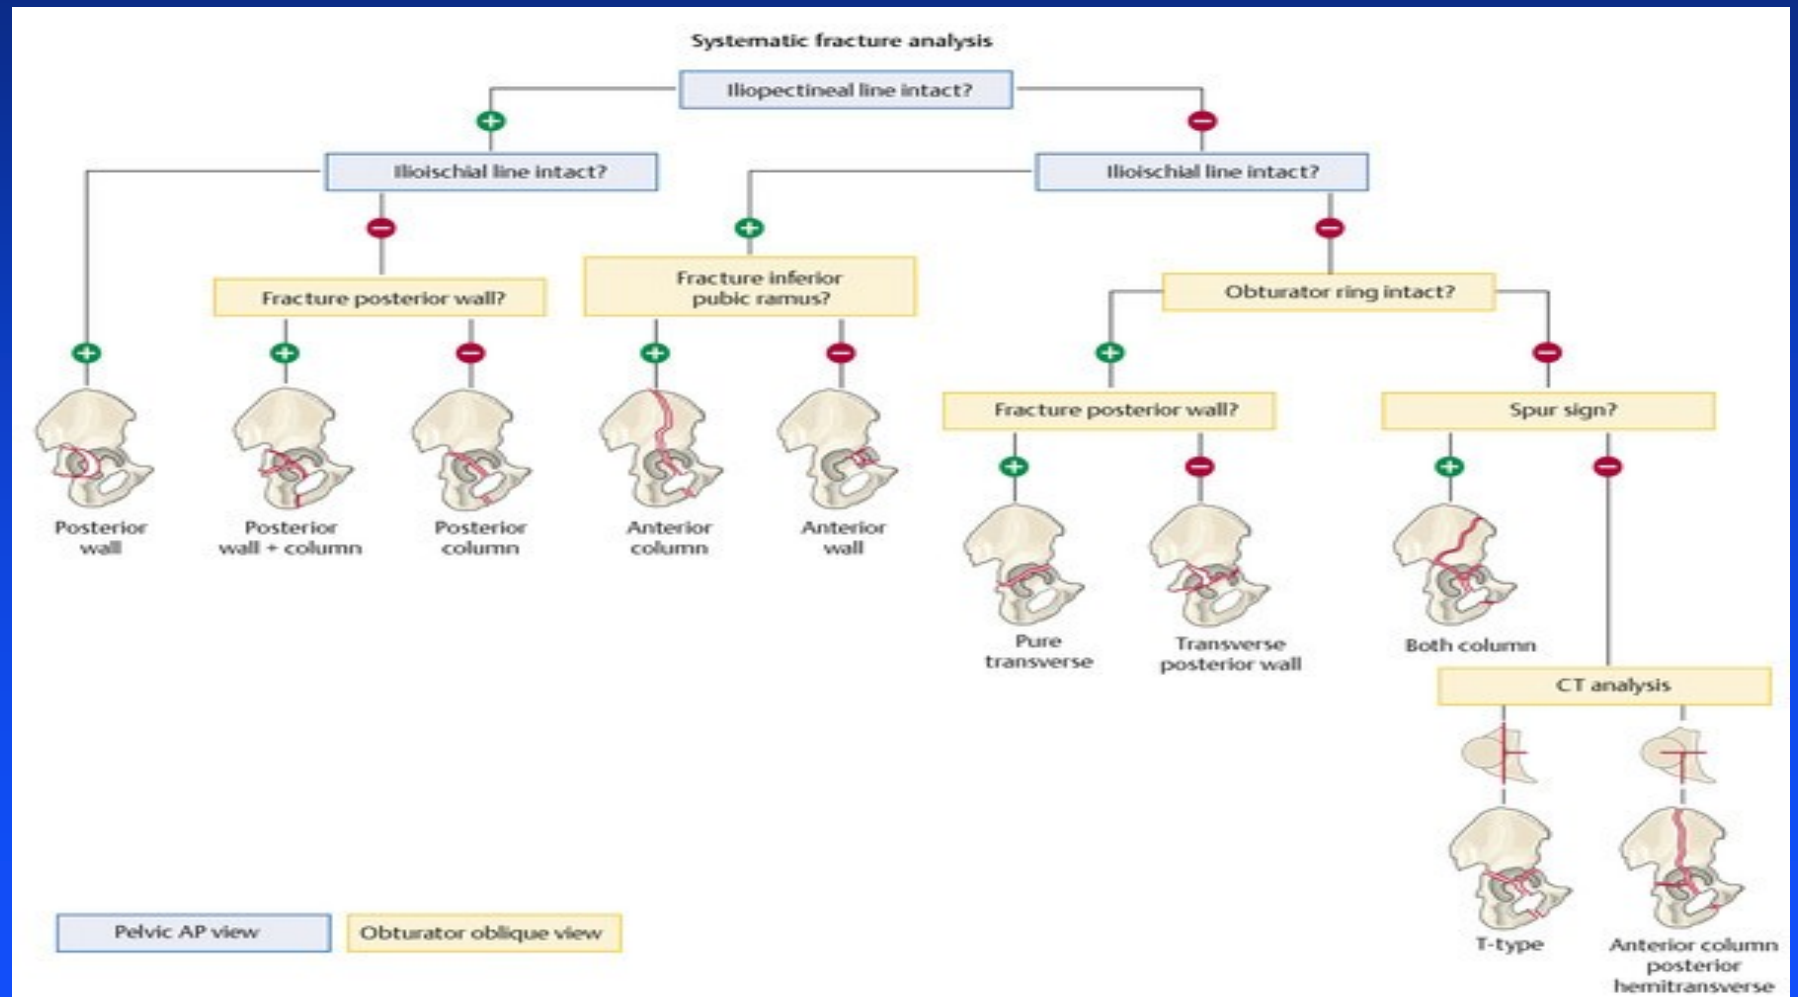 Systematic fracture analysis
Iliopectineal line intact?
Ilioischial line intact?
Ilioischial line intact?
Fracture posterior wall?
Fracture inferior
pubic ramus?
Obturator ring intact?
Fracture posterior wall?
Spur sign?
Posterior
wall
Posterior
wall + column
Posterior
column
Anterior
column
Anterior
wall
Pure
transverse
Transverse
posterior wall
Both column
CT analysis
T-type
Anterior column
posterior
hemitransverse
Pelvic AP view
Obturator oblique view